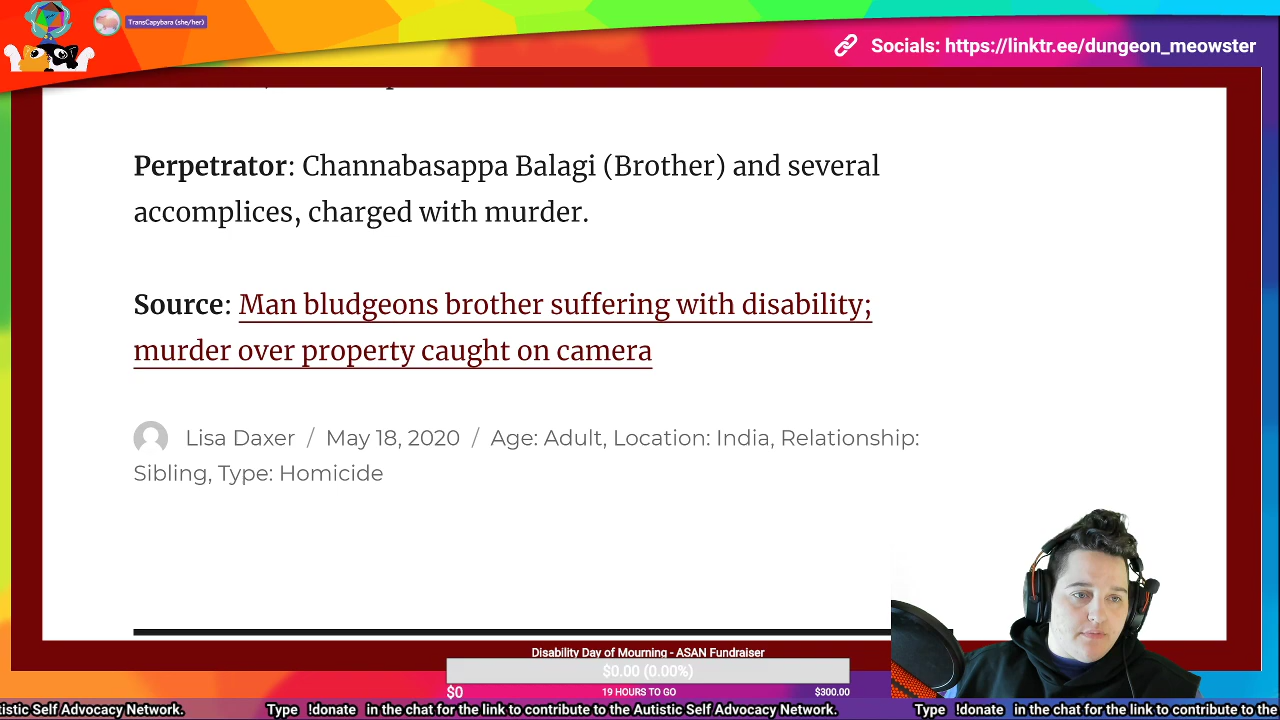 TransCapybara (she/her)
Socials: https://linktr.ee/dungeon_meowster
Perpetrator: Channabasappa Balagi (Brother) and several
accomplices, charged with murder.
Source: Man bludgeons brother suffering with disability;
murder over property caught on camera
Lisa Daxer / May 18, 2020 / Age: Adult, Location: India, Relationship:
Sibling, Type: Homicide
Disability Day of Mourning - ASAN Fundraiser
$0.00 (0.00%)
$0 19 HOURS TO GO $300.00
tistic Self Advocacy Network. Type !donate in the chat for the link to contribute to the Autistic Self Advocacy Network. Type !donate in the chat for the link to contribute to the